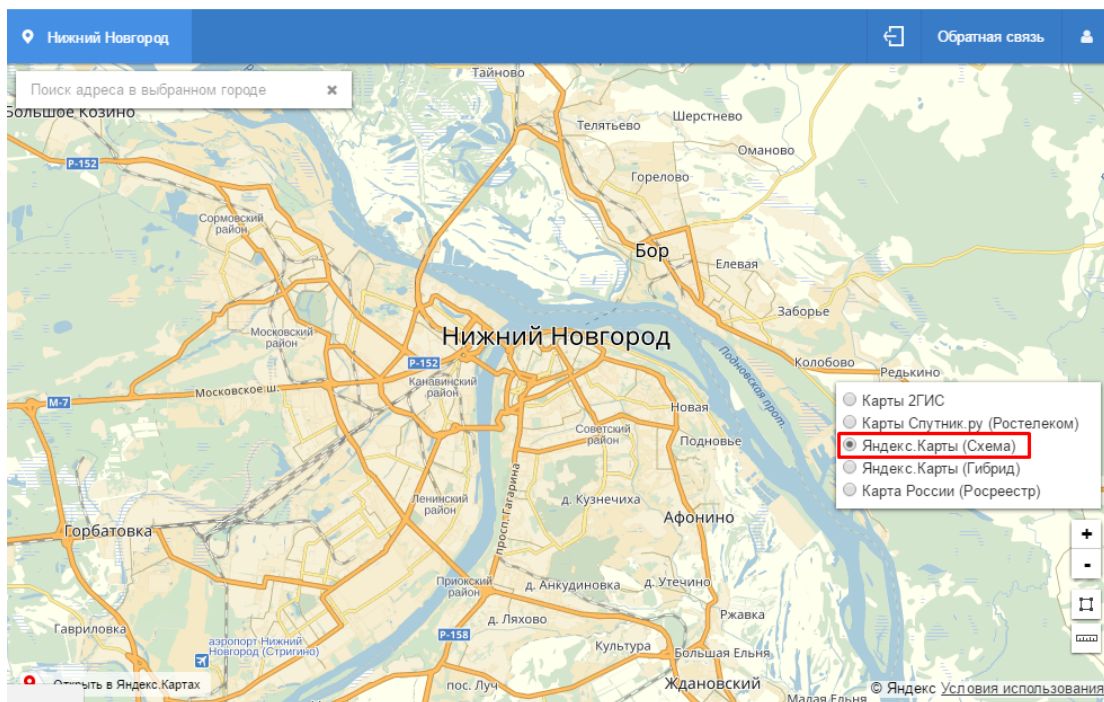 Нижний Новгород
Обратная связь
Поиск адреса в выбранном городе
Тайново
Большое Козино
Шерстнево
Телятьево
Оманово
Р-152
Горелово
Сормовский
район
Бор
Елевая
Заборье
Московский
район
Нижний Новгород
Подновская прот.
Р-152
Колобово
Редькино
Канавинский
район
Московское ш.
М-7
Новая
Карты 2ГИС
Карты Спутник.ру (Ростелеком)
Яндекс.Карты (Схема)
Яндекс.Карты (Гибрид)
Карта России (Росреестр)
Советский
район
Подновье
просп. Гагарина
Ленинский
район
д. Кузнечиха
Афонино
Горбатовка
+
-
Приокский
район
д. Анкудиновка
д. Утечино
Ржавка
д. Ляхово
Гавриловка
Р-158
аэропорт Нижний
Новгород (Стригино)
Культура
Большая Ельня
Открыть в Яндекс.Картах
пос. Луч
Ждановский
© Яндекс Условия использования
Малая Ельня